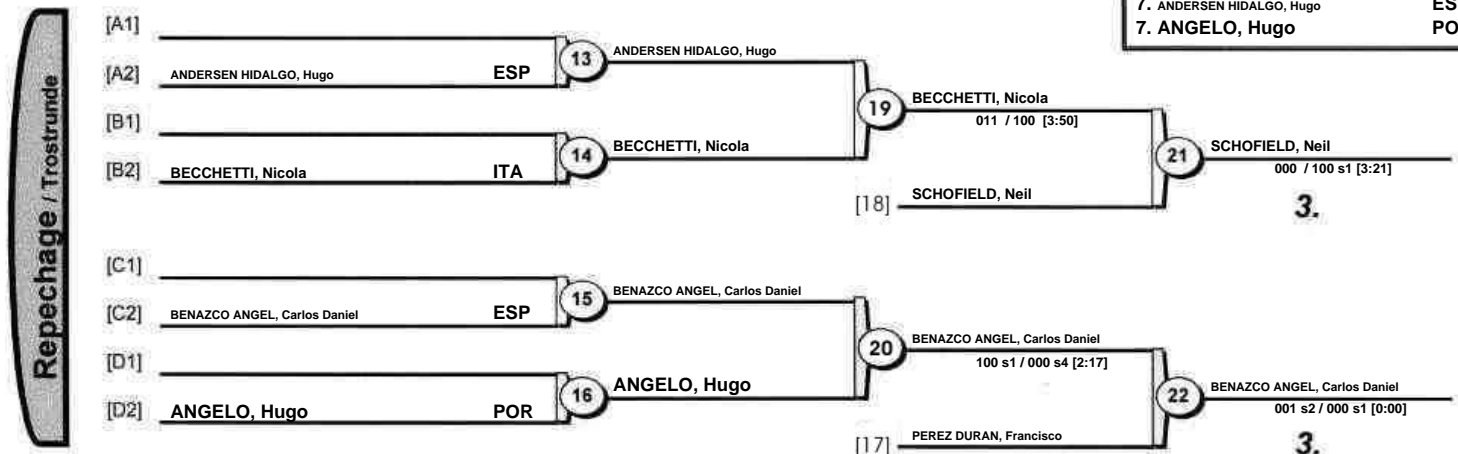 7. ANDERSEN HIDALGO, Hugo ES
7. ANGELO, Hugo PO
Repechage / Trostrunde
[A1]
[A2] ANDERSEN HIDALGO, Hugo ESP
13
ANDERSEN HIDALGO, Hugo
[B1]
[B2] BECCHETTI, Nicola ITA
14
BECCHETTI, Nicola
19
BECCHETTI, Nicola
011 / 100 [3:50]
[18] SCHOFIELD, Neil
21
SCHOFIELD, Neil
000 / 100 s1 [3:21]
3.
[C1]
[C2] BENAZCO ANGEL, Carlos Daniel ESP
15
BENAZCO ANGEL, Carlos Daniel
[D1]
[D2] ANGELO, Hugo POR
16
ANGELO, Hugo
20
BENAZCO ANGEL, Carlos Daniel
100 s1 / 000 s4 [2:17]
[17] PEREZ DURAN, Francisco
22
BENAZCO ANGEL, Carlos Daniel
001 s2 / 000 s1 [0:00]
3.